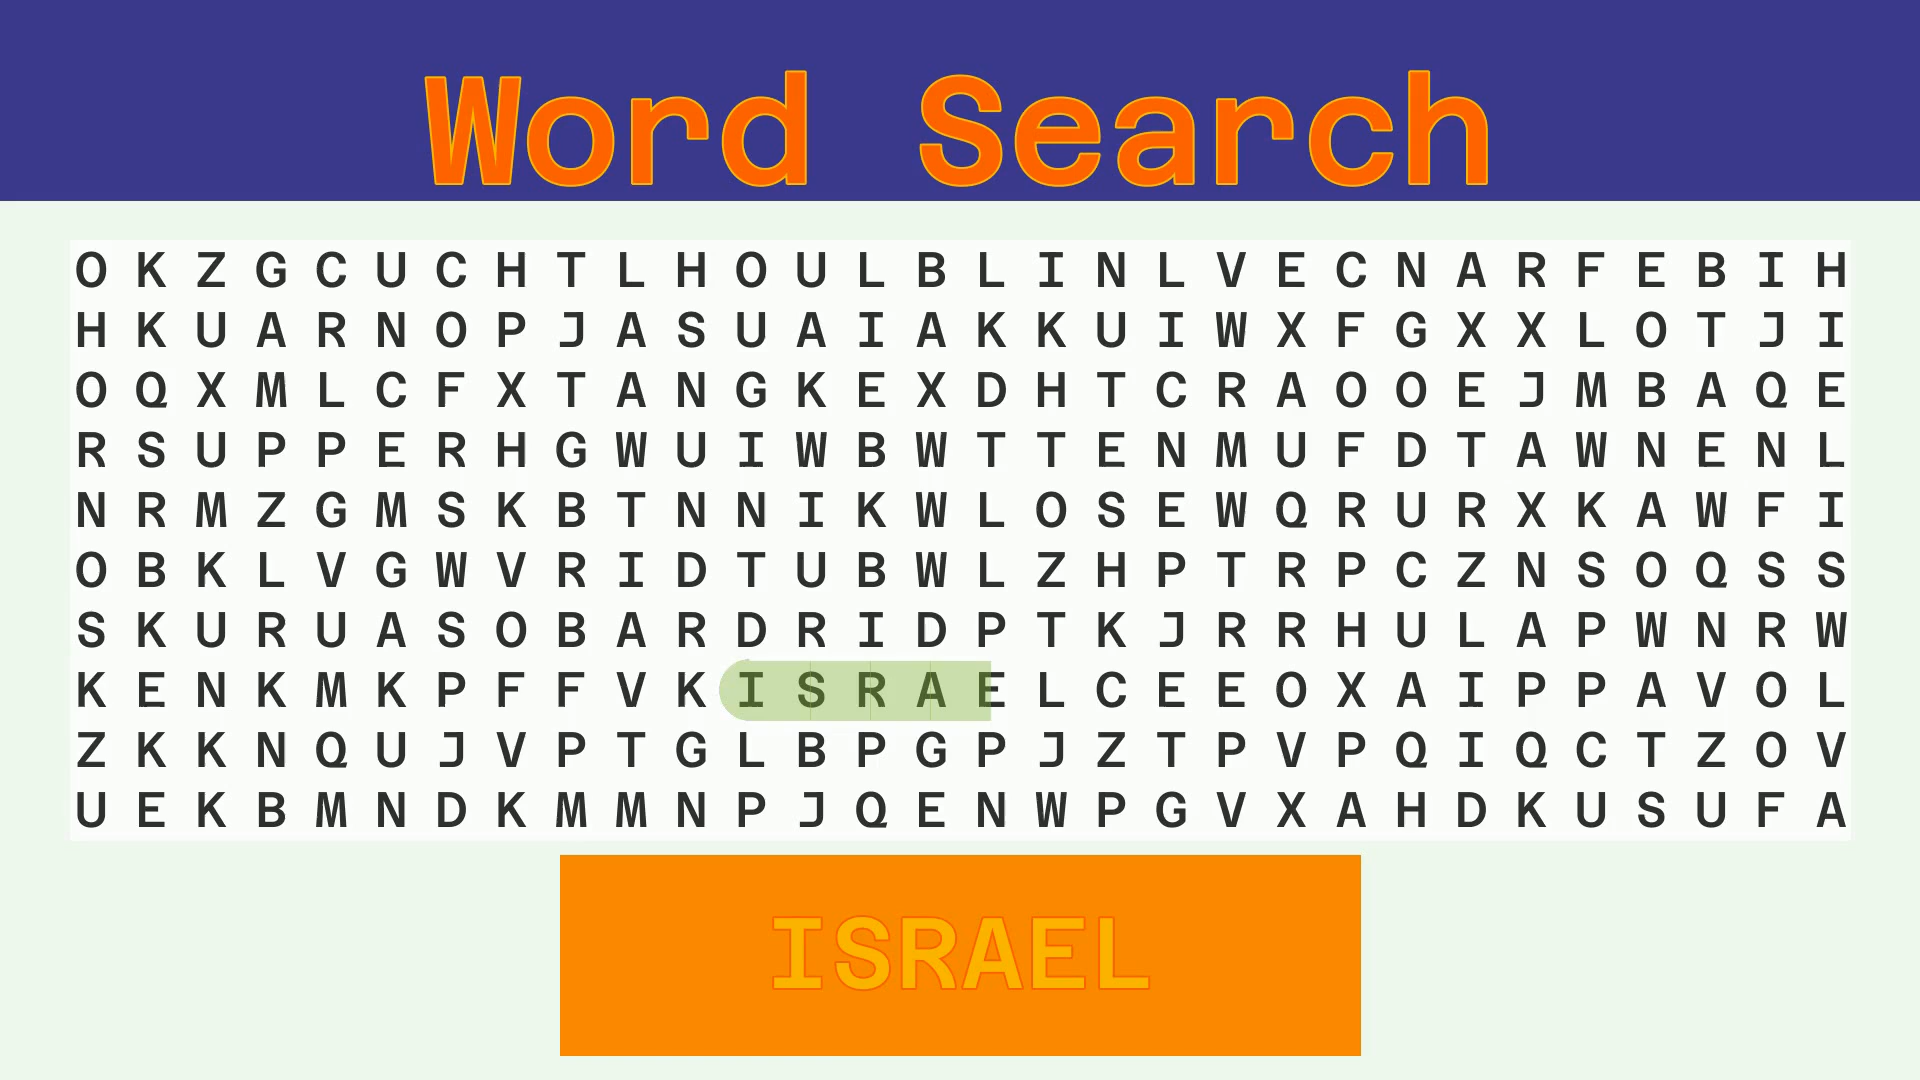 Word Search
O K Z G C U C H T L H O U L B L I N L V E C N A R F E B I H
H K U A R N O P J A S U A I A K K U I W X F G X X L O T J I
O Q X M L C F X T A N G K E X D H T C R A O O E J M B A Q E
R S U P P E R H G W U I W B W T T E N M U F D T A W N E N L
N R M Z G M S K B T N N I K W L O S E W Q R U R X K A W F I
O B K L V G W V R I D T U B W L Z H P T R P C Z N S O Q S S
S K U R U A S O B A R D R I D P T K J R R H U L A P W N R W
K E N K M K P F F V K I S R A E L C E E O X A I P P A V O L
Z K K N Q U J V P T G L B P G P J Z T P V P Q I Q C T Z O V
U E K B M N D K M M N P J Q E N W P G V X A H D K U S U F A
ISRAEL